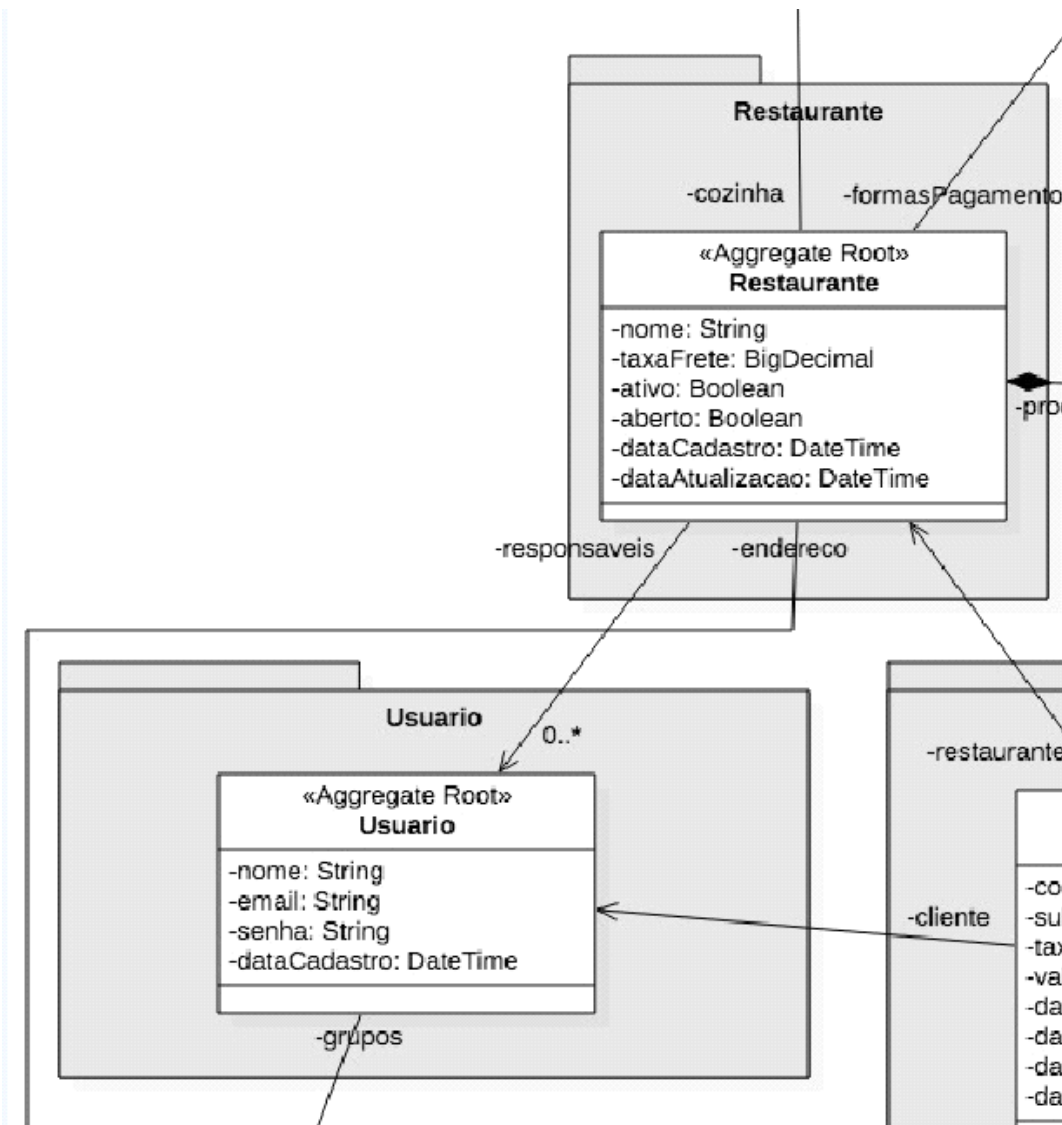 Restaurante
-cozinha
-formasPagamento
«Aggregate Root»
Restaurante
-nome: String
-taxaFrete: BigDecimal
-ativo: Boolean
-aberto: Boolean
-dataCadastro: DateTime
-dataAtualizacao: DateTime
-responsaveis
-endereco
Usuario
0..*
«Aggregate Root»
Usuario
-nome: String
-email: String
-senha: String
-dataCadastro: DateTime
-grupos
-restaurante
-cliente